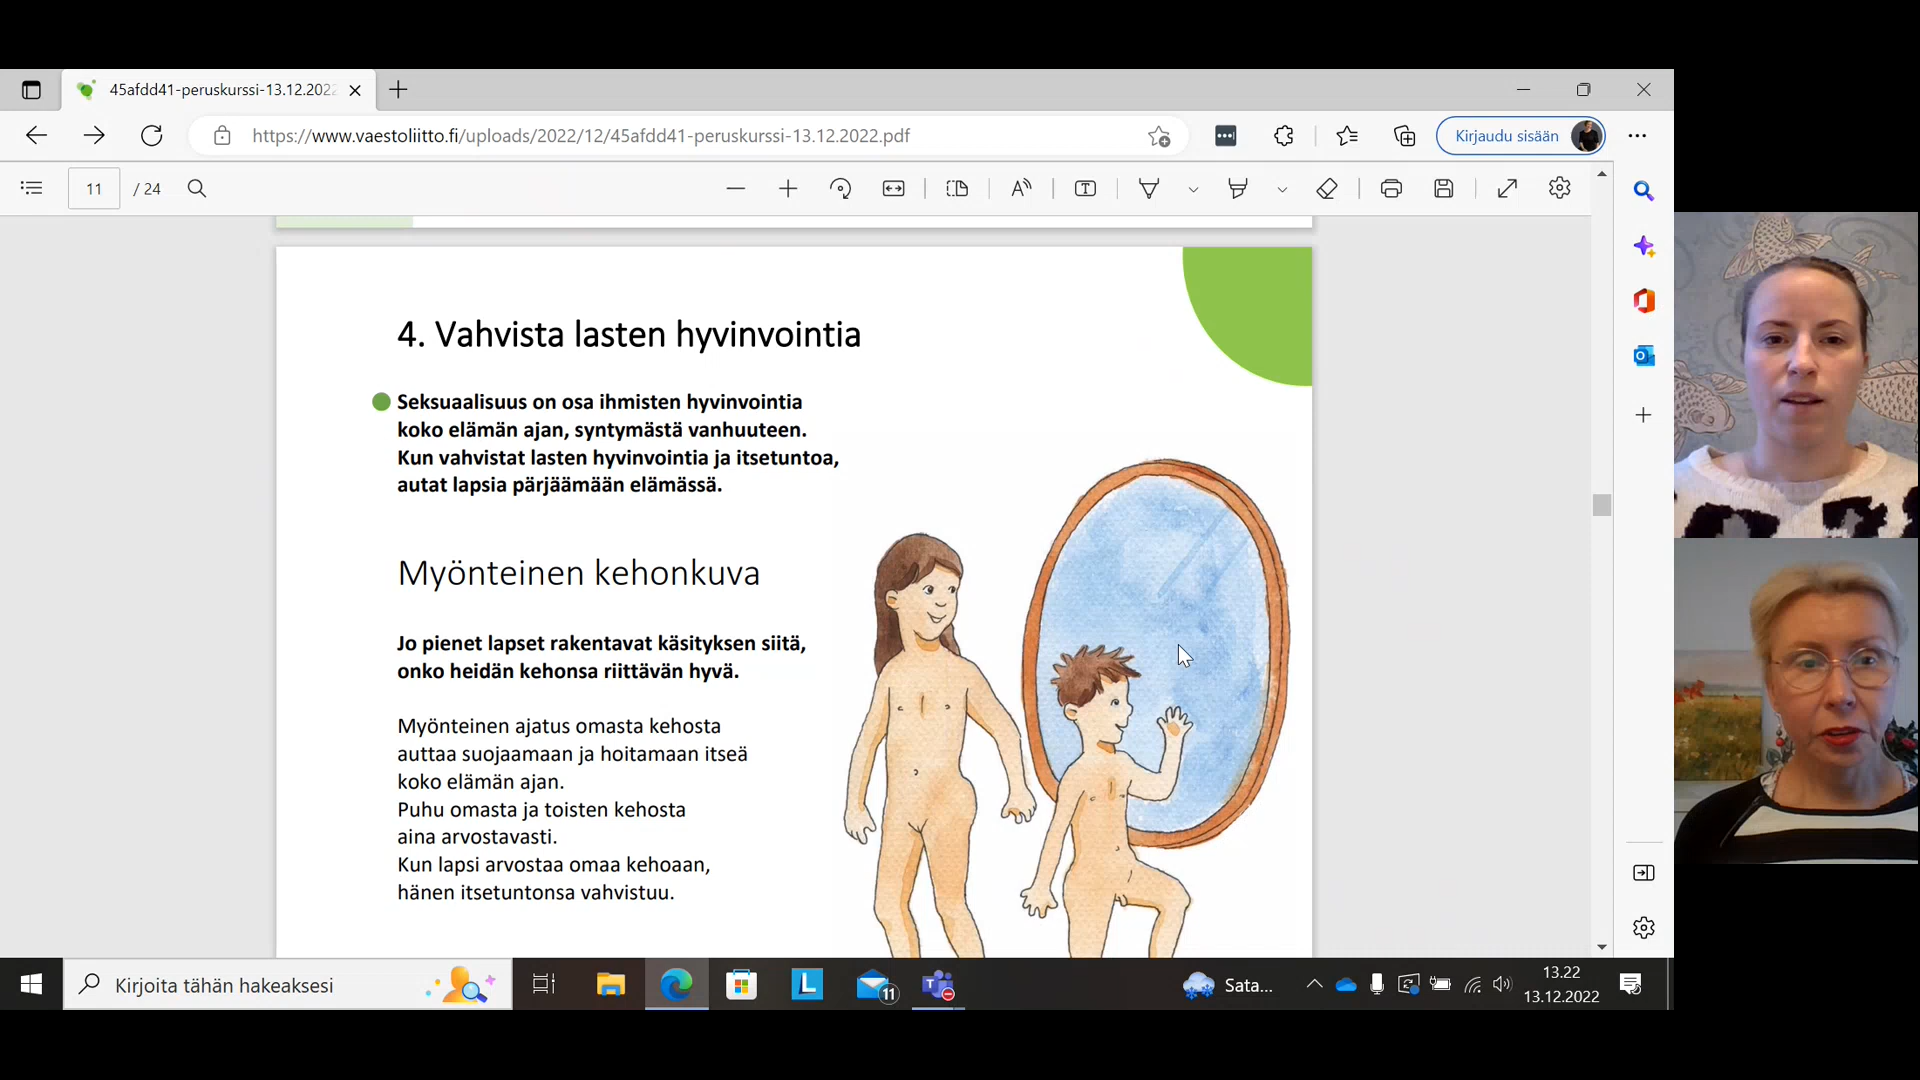 45afdd41-peruskurssi-13.12.2022
https://www.vaestoliitto.fi/uploads/2022/12/45afdd41-peruskurssi-13.12.2022.pdf
Kirjaudu sisään
11 / 24
4. Vahvista lasten hyvinvointia
Seksuaalisuus on osa ihmisten hyvinvointia
koko elämän ajan, syntymästä vanhuuteen.
Kun vahvistat lasten hyvinvointia ja itsetuntoa,
autat lapsia pärjäämään elämässä.
Myönteinen kehonkuva
Jo pienet lapset rakentavat käsityksen siitä,
onko heidän kehonsa riittävän hyvä.
Myönteinen ajatus omasta kehosta
auttaa suojaamaan ja hoitamaan itseä
koko elämän ajan.
Puhu omasta ja toisten kehosta
aina arvostavasti.
Kun lapsi arvostaa omaa kehoaan,
hänen itsetuntonsa vahvistuu.
Kirjoita tähän hakeaksesi
L
11
Sata...
13.22
13.12.2022